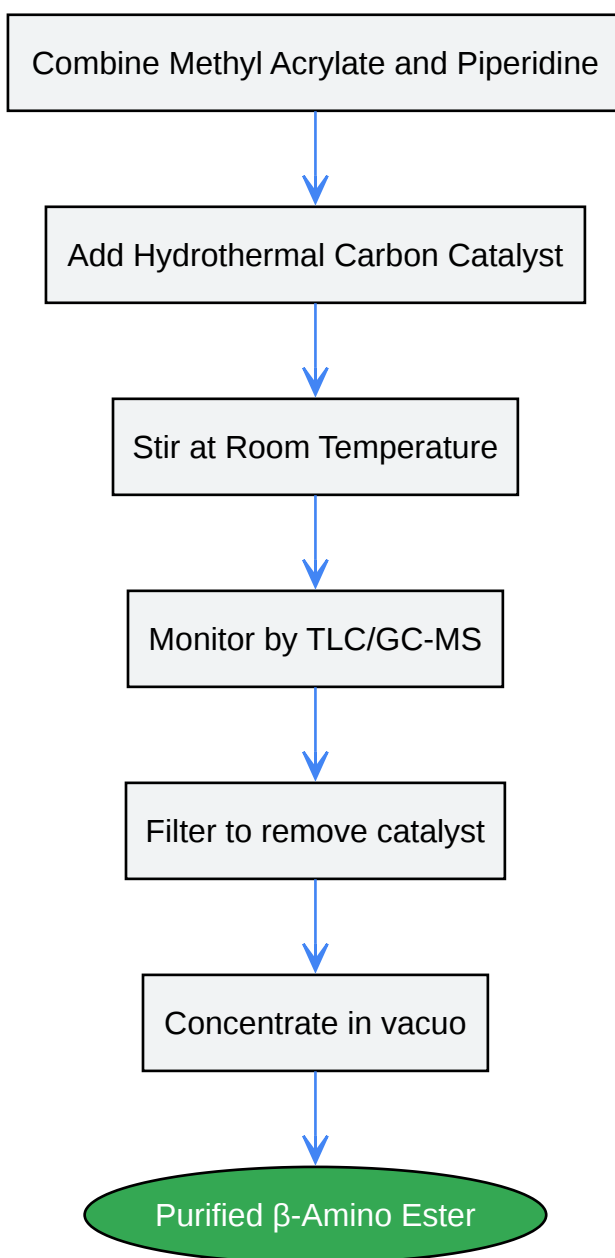 Combine Methyl Acrylate and Piperidine
Add Hydrothermal Carbon Catalyst
Stir at Room Temperature
Monitor by TLC/GC-MS
Filter to remove catalyst
Concentrate in vacuo
Purified β-Amino Ester